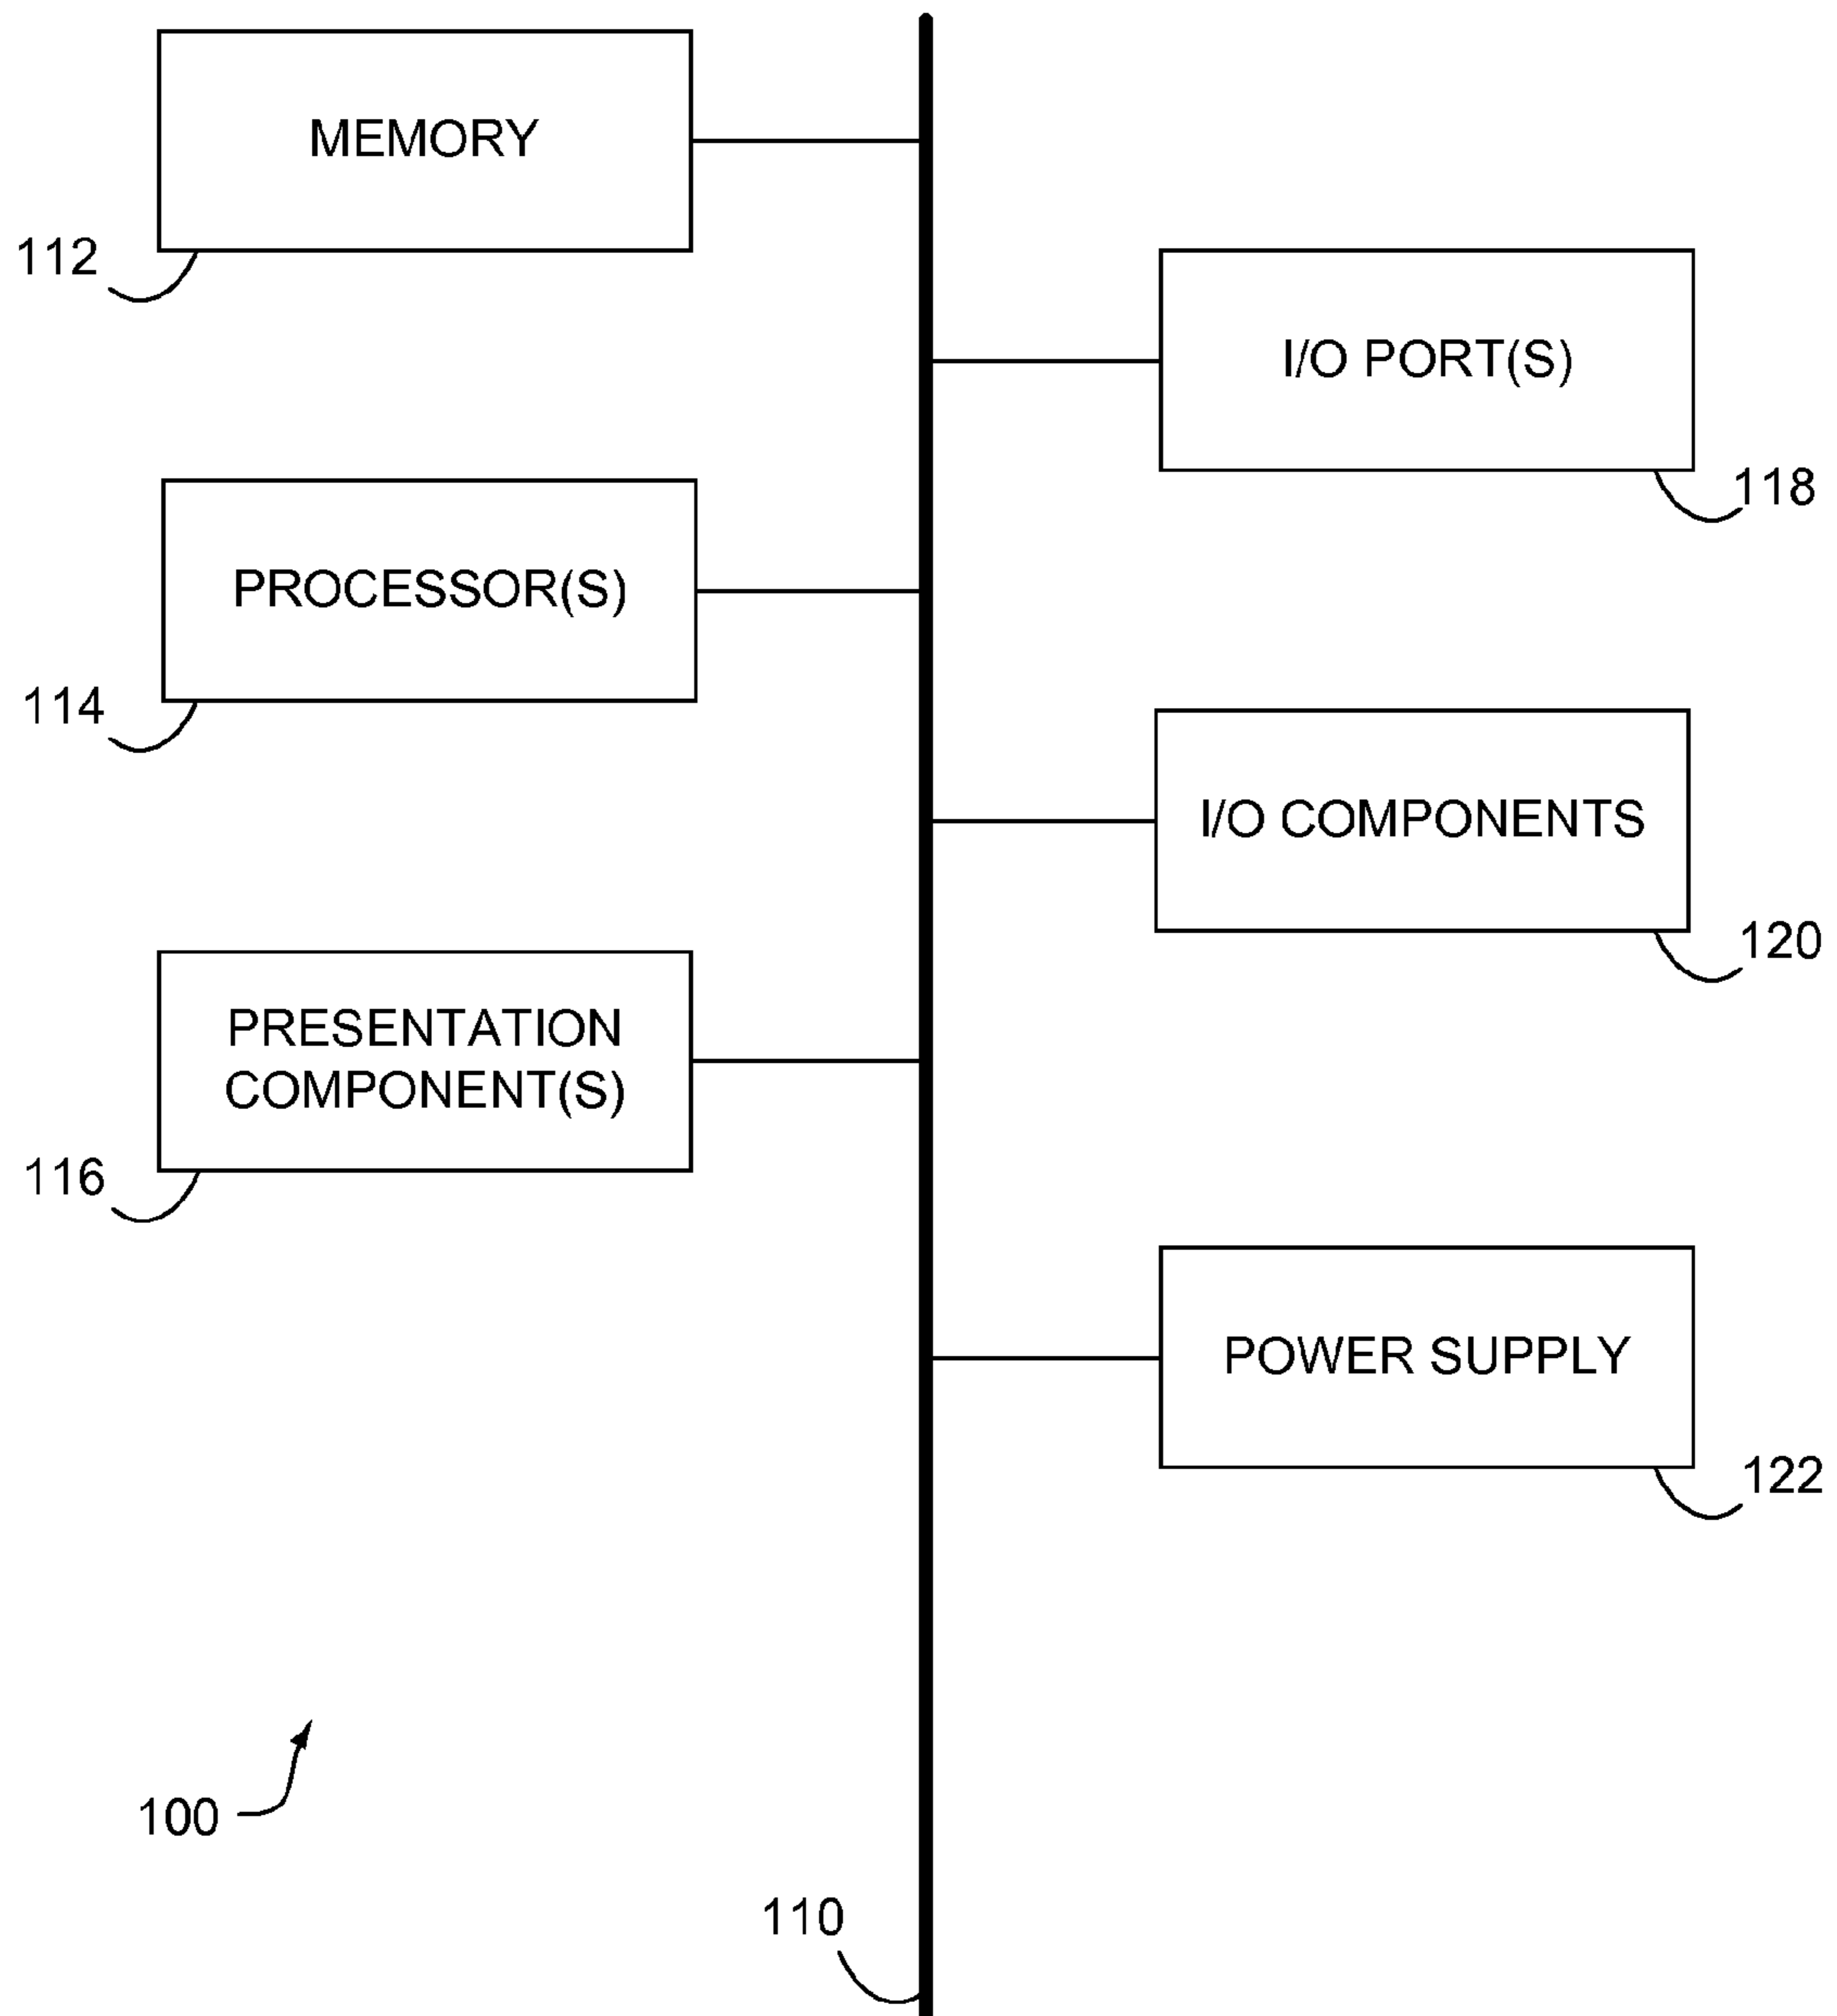 MEMORY
112
I/O PORT(S)
118
PROCESSOR(S)
114
I/O COMPONENTS
120
PRESENTATION
COMPONENT(S)
116
POWER SUPPLY
122
100
110